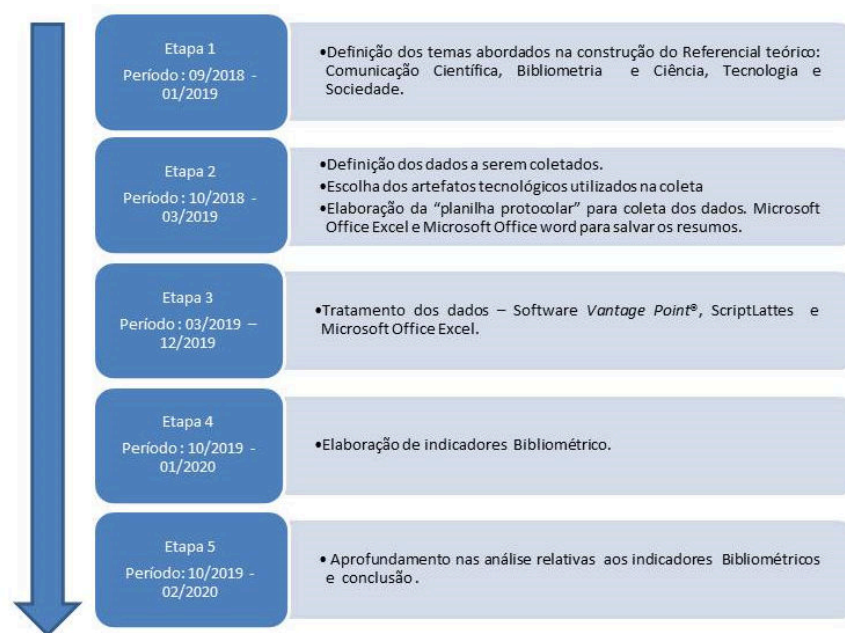 Etapa 1
Período : 09/2018 -
01/2019
•Definição dos temas abordados na construção do Referencial teórico:
Comunicação Científica, Bibliometria e Ciência, Tecnologia e
Sociedade.
Etapa 2
Período : 10/2018 -
03/2019
•Definição dos dados a serem coletados.
•Escolha dos artefatos tecnológicos utilizados na coleta
•Elaboração da “planilha protocolar” para coleta dos dados. Microsoft
Office Excel e Microsoft Office word para salvar os resumos.
Etapa 3
Período : 03/2019 –
12/2019
•Tratamento dos dados – Software Vantage Point®, ScriptLattes e
Microsoft Office Excel.
Etapa 4
Período : 10/2019 -
01/2020
•Elaboração de indicadores Bibliométrico.
Etapa 5
Período: 10/2019 -
02/2020
• Aprofundamento nas análise relativas aos indicadores Bibliométricos
e conclusão .